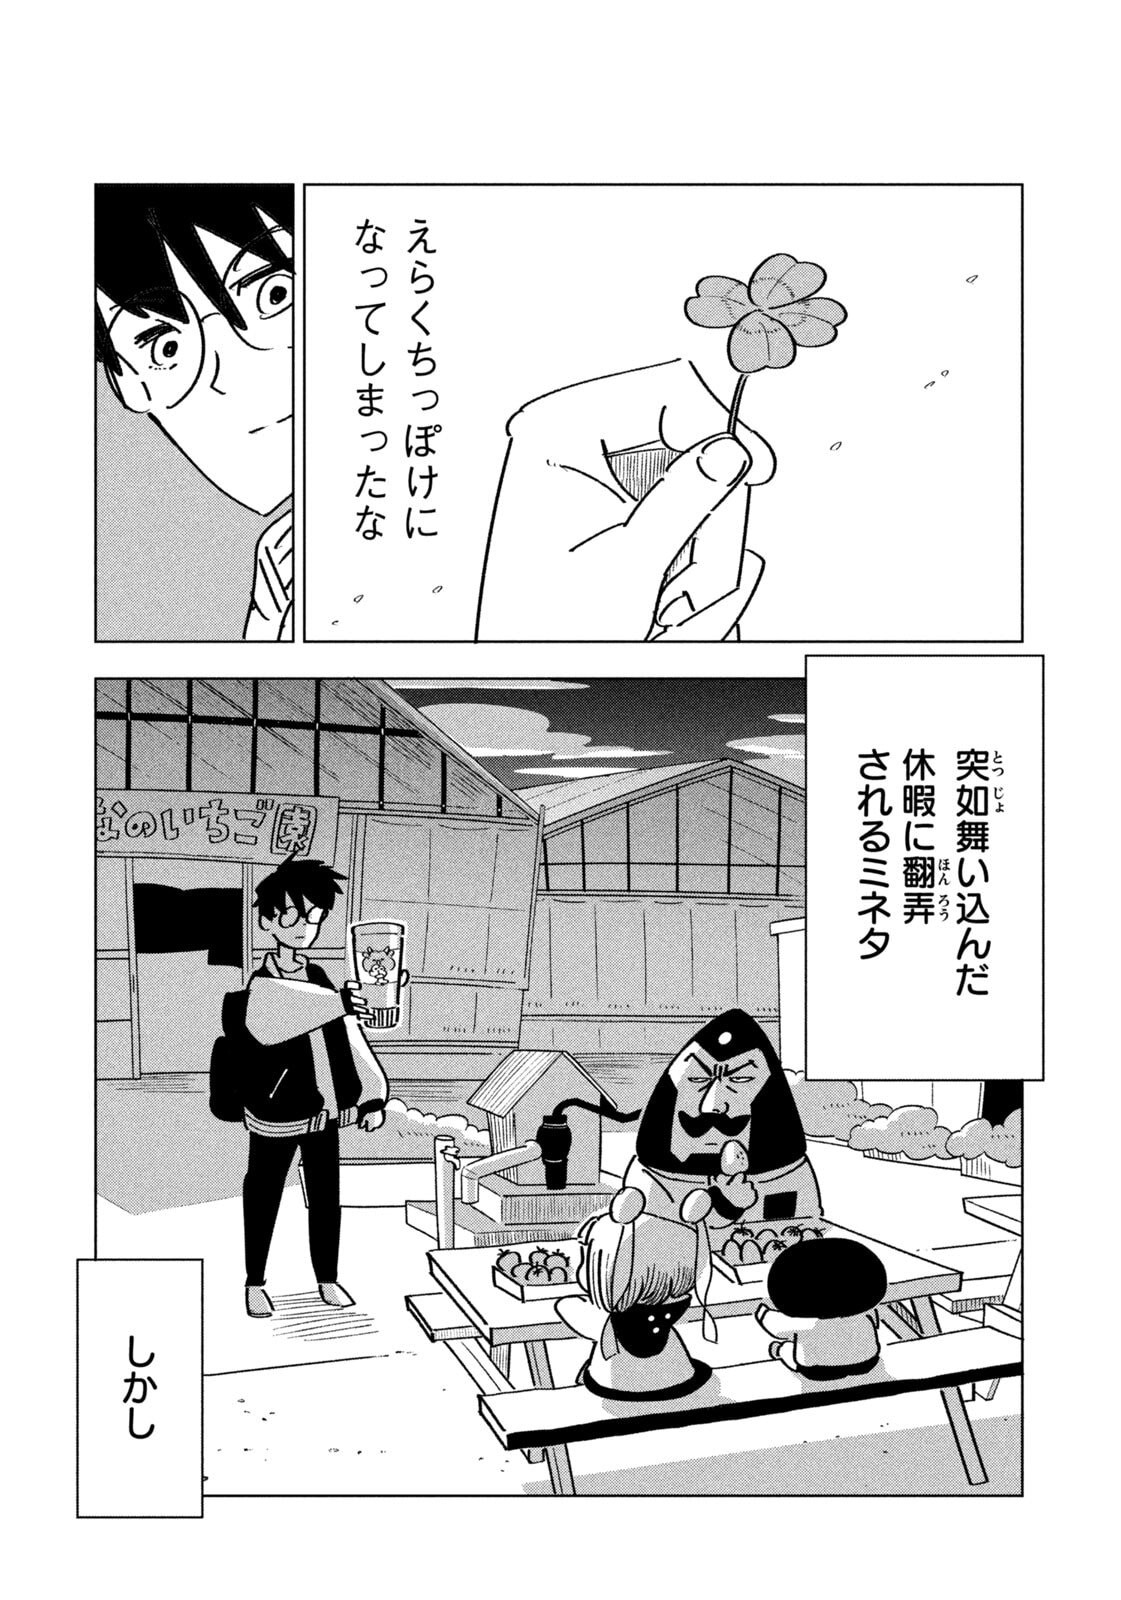 えらくちっぽけに
なってしまったな
突如舞い込んだ
休暇に翻弄
されるミネタ
なのいちご園
しかし